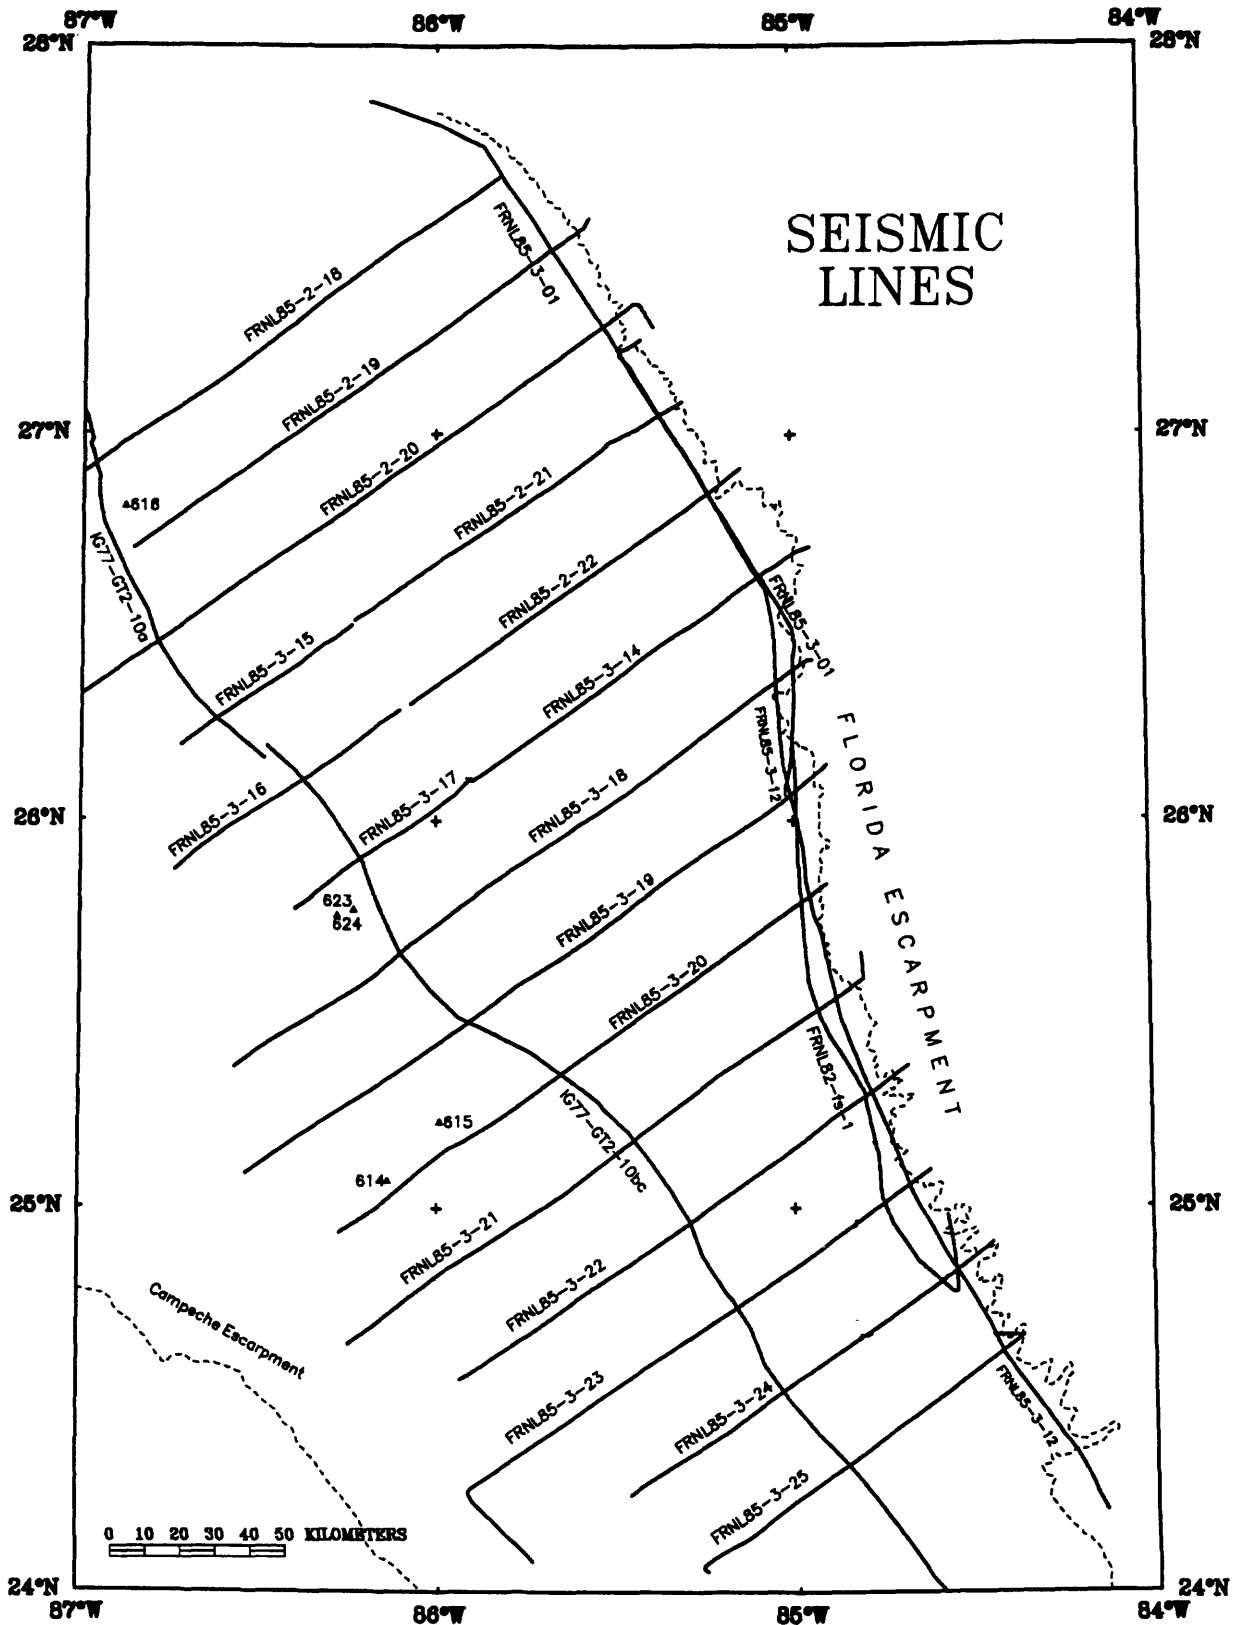 87°W
86°W
85°W
84°W
28°N
28°N
SEISMIC
LINES
FRNL85-3-01
FRNL85-2-18
FRNL85-2-19
27°N
27°N
FRNL85-2-20
FRNL85-2-21
616
IG77-GT2-10a
FRNL85-2-22
FRNL85-3-01
FRNL85-3-15
FRNL85-3-14
FRNL85-3-12
FLORIDA ESCARPMENT
FRNL85-3-16
FRNL85-3-17
FRNL85-3-18
26°N
26°N
623
624
FRNL85-3-19
FRNL85-3-20
FRNL82-fs-1
615
IG77-GT2-10bc
614
25°N
25°N
FRNL85-3-21
FRNL85-3-22
Campeche Escarpment
FRNL85-3-23
FRNL85-3-24
FRNL85-3-12
FRNL85-3-25
0 10 20 30 40 50 KILOMETERS
24°N
24°N
87°W
86°W
85°W
84°W